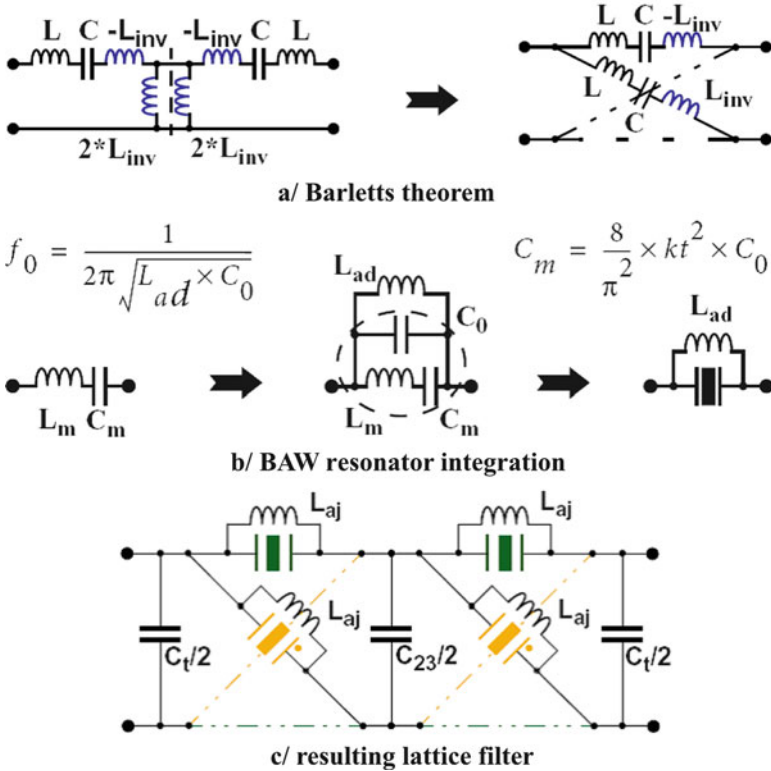 L C -Linv -Linv C L
2*Linv 2*Linv
L C -Linv
L C Linv
a/ Barletts theorem
f0 = 1 / 2π√(Lad × C0)
Cm = 8/π² × kt² × C0
Lad
C0
Lm Cm
Lm Cm
Lad
b/ BAW resonator integration
Laj Laj
Laj Laj
Ct/2 C23/2 Ct/2
c/ resulting lattice filter